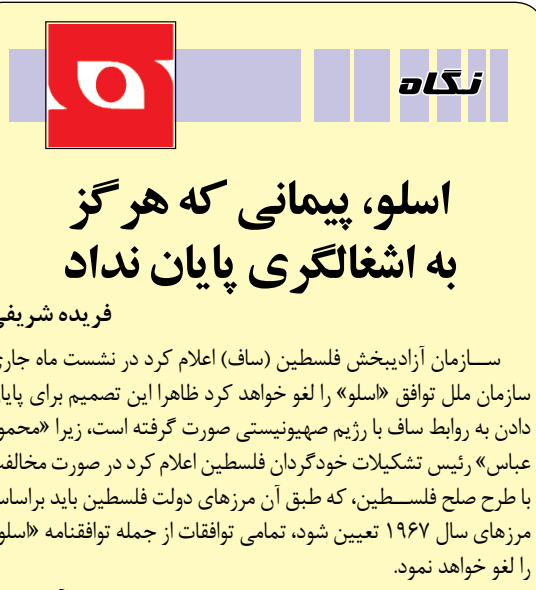 نگاه
اسلو، پیمانی که هرگز
به اشغالگری پایان نداد
فریده شریفی
سازمان آزادیبخش فلسطین (ساف) اعلام کرد در نشست ماه جاری
سازمان ملل توافق «اسلو» را لغو خواهد کرد ظاهرا این تصمیم برای پایان
دادن به روابط ساف با رژیم صهیونیستی صورت گرفته است، زیرا «محمود
عباس» رئیس تشکیلات خودگردان فلسطین اعلام کرد در صورت مخالفت
با طرح صلح فلسطین، که طبق آن مرزهای دولت فلسطین باید براساس
مرزهای سال ۱۹۶۷ تعیین شود، تمامی توافقات از جمله توافقنامه «اسلو»
را لغو خواهد نمود.